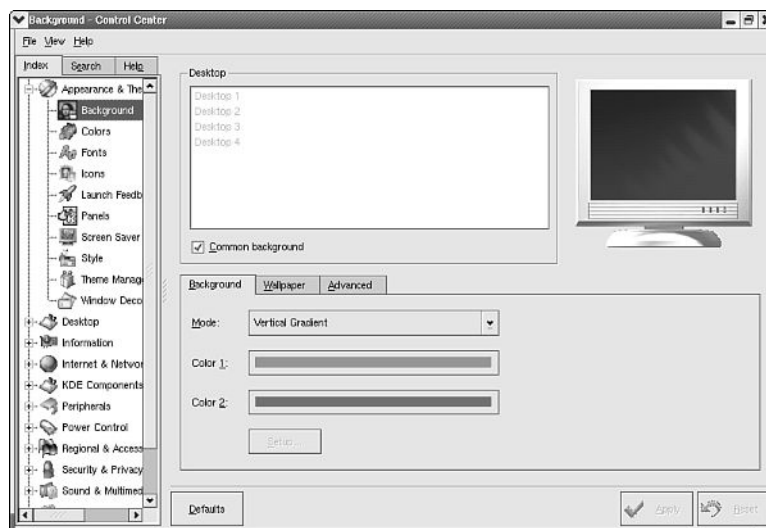 Background - Control Center
File View Help
Index Search Help
Appearance & The
Background
Colors
Fonts
Icons
Launch Feedb
Panels
Screen Saver
Style
Theme Manag
Window Deco
Desktop
Information
Internet & Networ
KDE Components
Peripherals
Power Control
Regional & Access
Security & Privacy
Sound & Multimed
Desktop
Desktop 1
Desktop 2
Desktop 3
Desktop 4
Common background
Background Wallpaper Advanced
Mode: Vertical Gradient
Color 1:
Color 2:
Setup...
Defaults
Apply
Reset